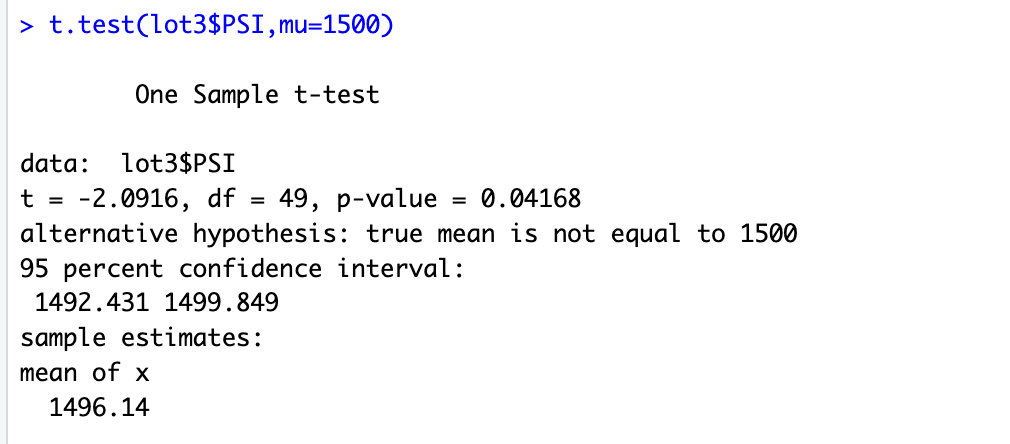 > t.test(lot3$PSI,mu=1500)
One Sample t-test
data:  lot3$PSI
t = -2.0916, df = 49, p-value = 0.04168
alternative hypothesis: true mean is not equal to 1500
95 percent confidence interval:
1492.431 1499.849
sample estimates:
mean of x
1496.14